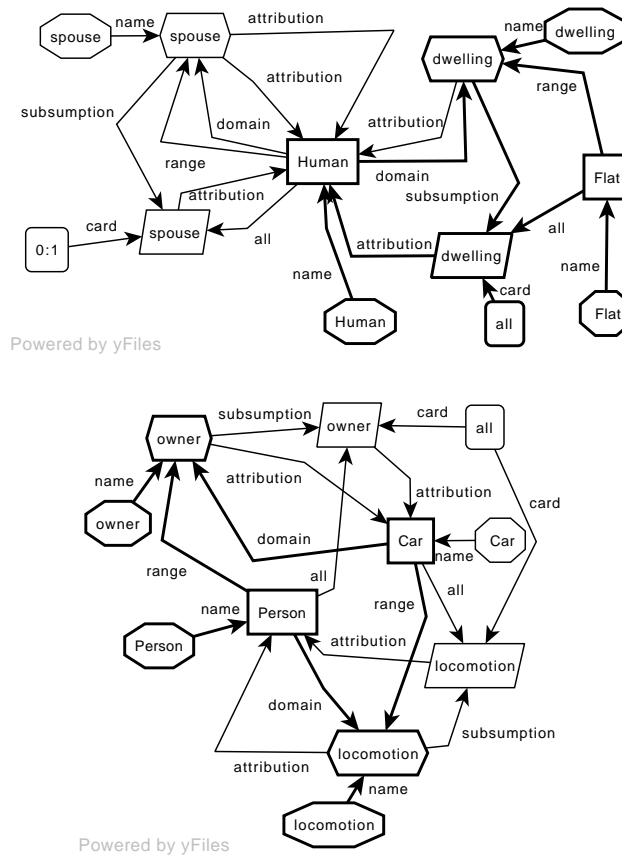 name
attribution
name
spouse
spouse
dwelling
dwelling
attribution
range
subsumption
attribution
domain
Human
range
domain
Flat
attribution
subsumption
card
spouse
all
attribution
dwelling
all
0:1
name
name
card
Human
all
Flat
Powered by yFiles
subsumption
owner
card
all
owner
attribution
name
attribution
card
owner
domain
Car
name
Car
range
all
name
Person
range
all
Person
attribution
locomotion
domain
subsumption
locomotion
attribution
name
locomotion
Powered by yFiles